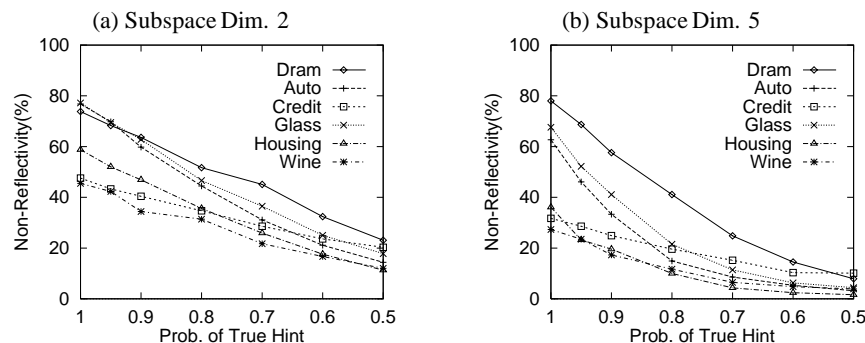 (a) Subspace Dim. 2
100
80
60
40
20
0
Non-Reflectivity(%)
Dram
Auto
Credit
Glass
Housing
Wine
1 0.9 0.8 0.7 0.6 0.5
Prob. of True Hint
(b) Subspace Dim. 5
100
80
60
40
20
0
Non-Reflectivity(%)
Dram
Auto
Credit
Glass
Housing
Wine
1 0.9 0.8 0.7 0.6 0.5
Prob. of True Hint